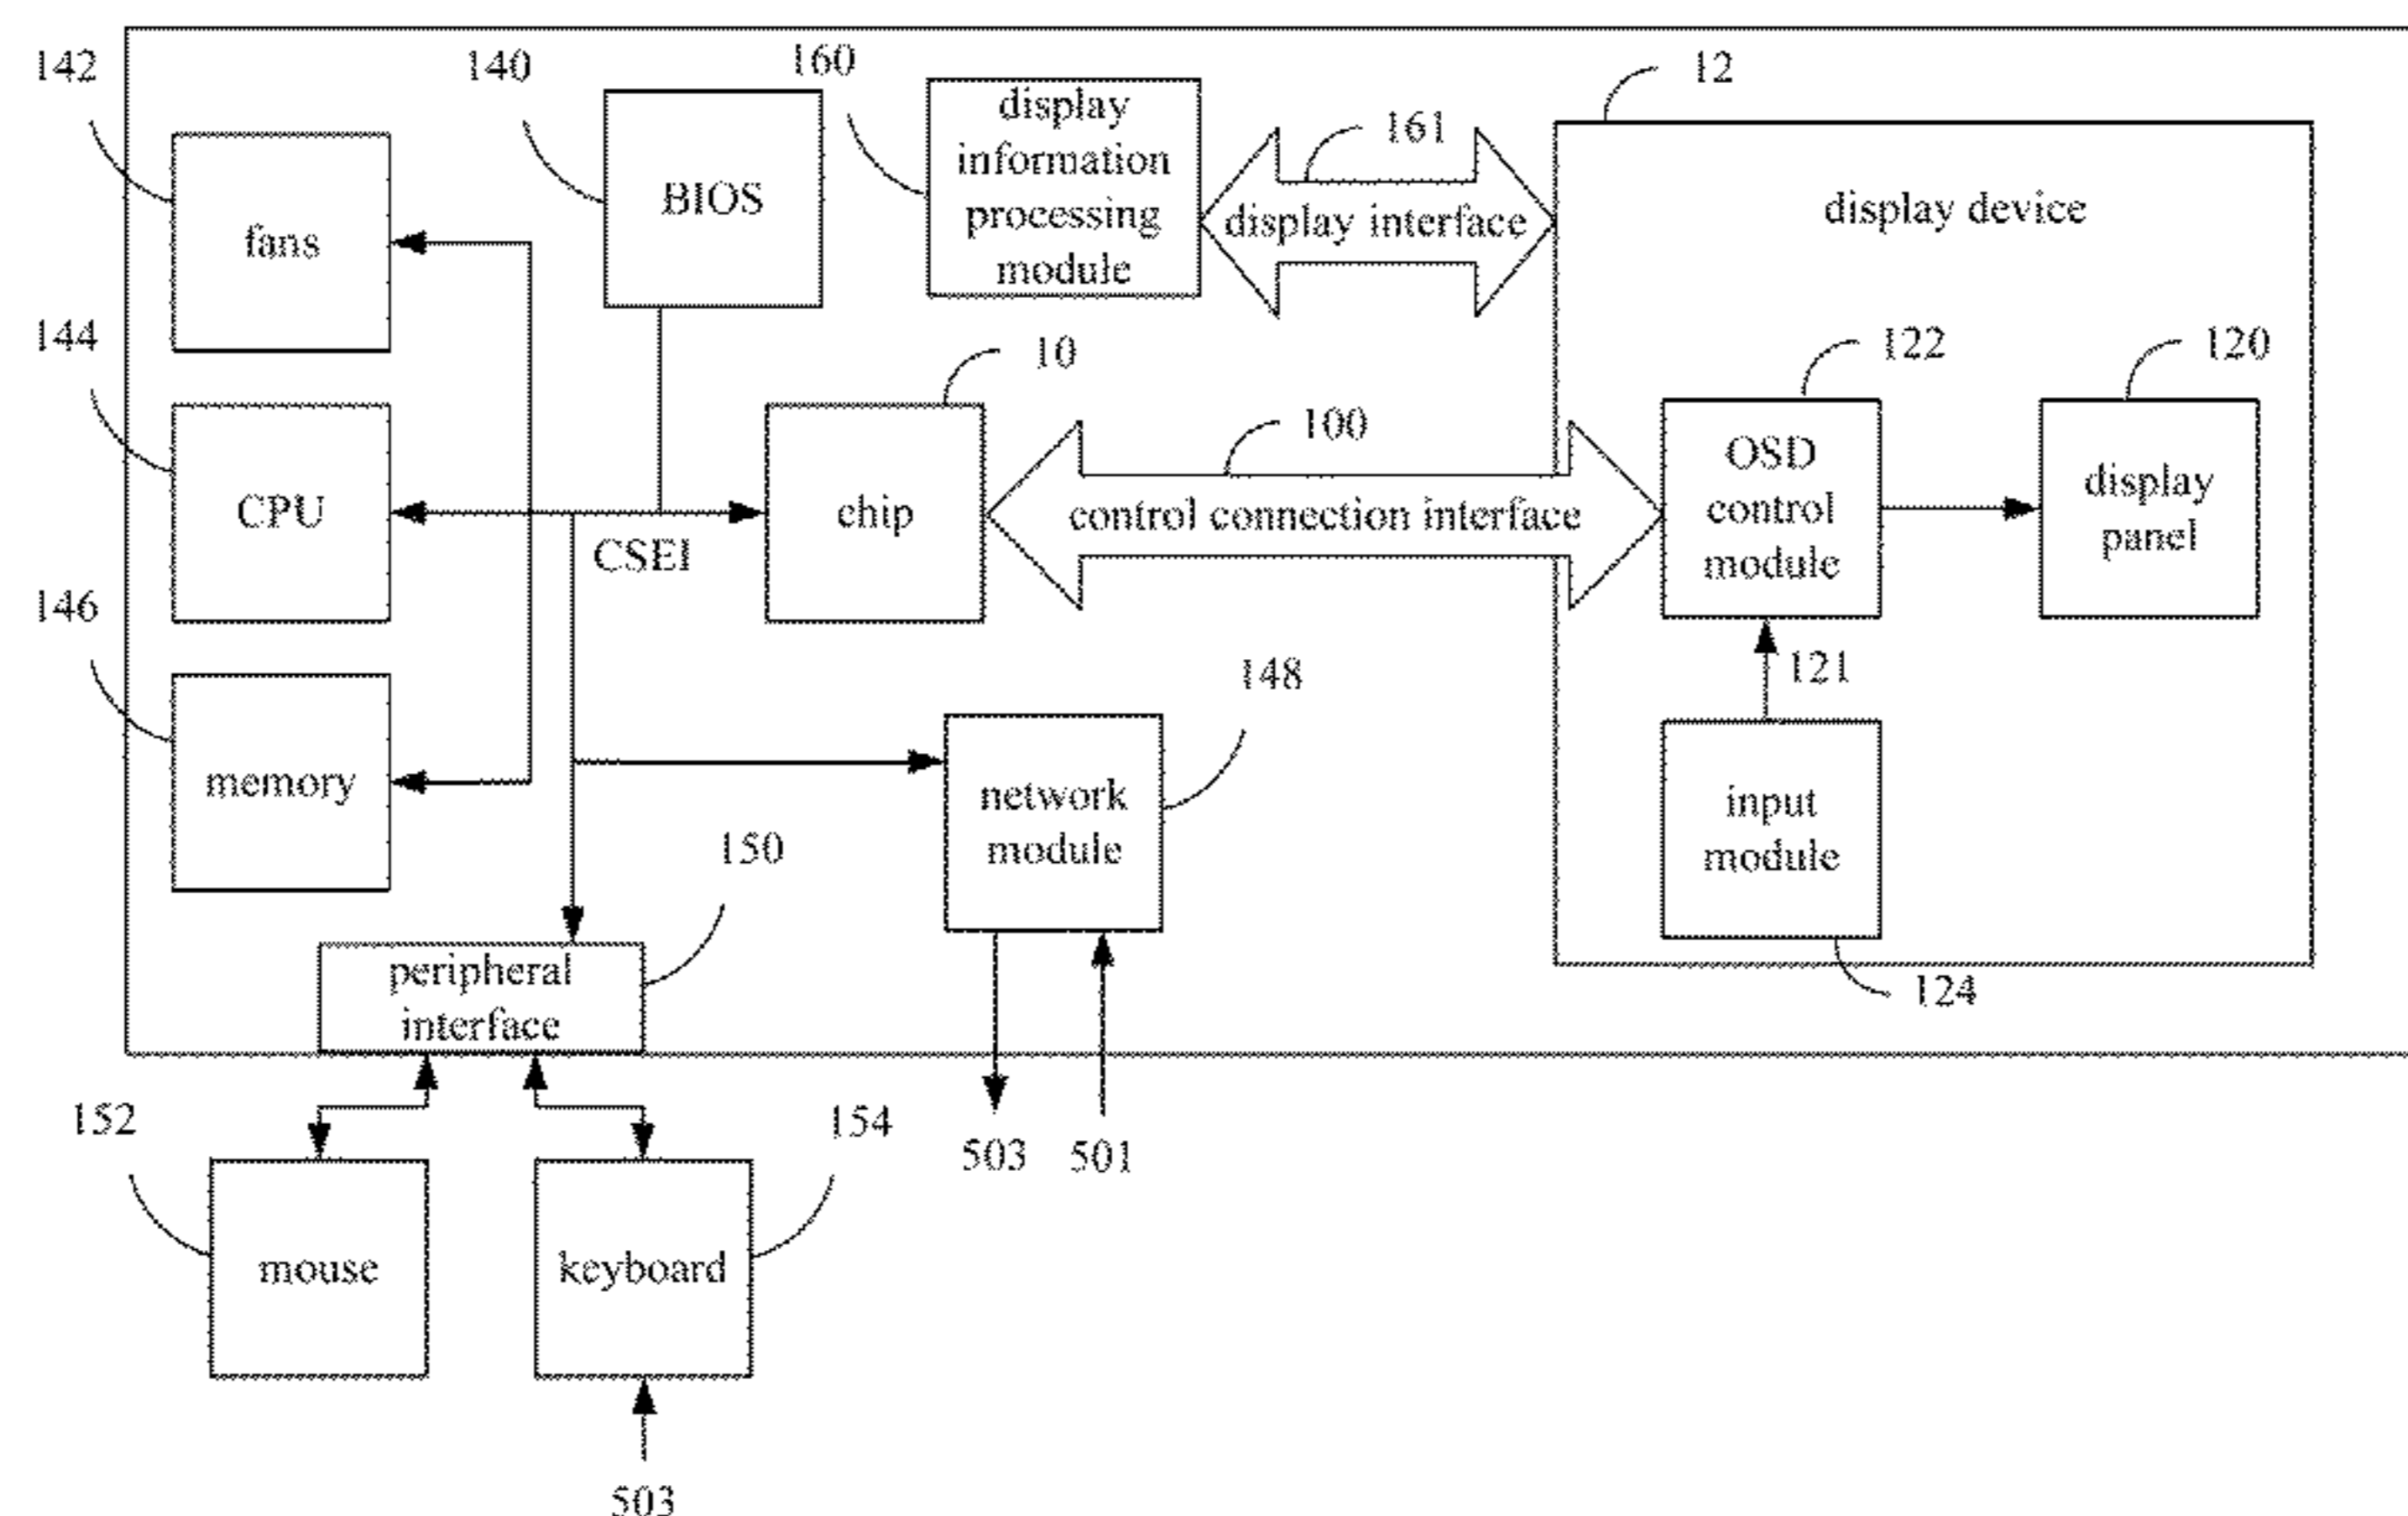 142
140
160
12
161
display
information
processing
module
display interface
fans
BIOS
display device
144
10
122
120
100
CPU
CSEI
chip
control connection interface
OSD
control
module
display
panel
146
148
121
memory
network
module
input
module
150
peripheral
interface
124
152
154
503
501
mouse
keyboard
503